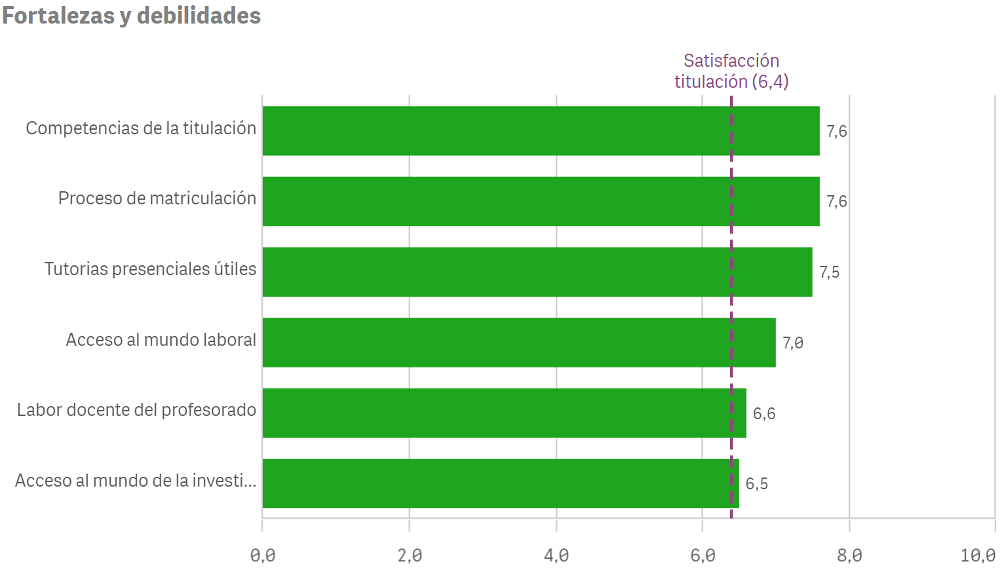 Fortalezas y debilidades
Satisfacción
titulación (6,4)
Competencias de la titulación
7,6
Proceso de matriculación
7,6
Tutorias presenciales útiles
7,5
Acceso al mundo laboral
7,0
Labor docente del profesorado
6,6
Acceso al mundo de la investi...
6,5
0,0 2,0 4,0 6,0 8,0 10,0